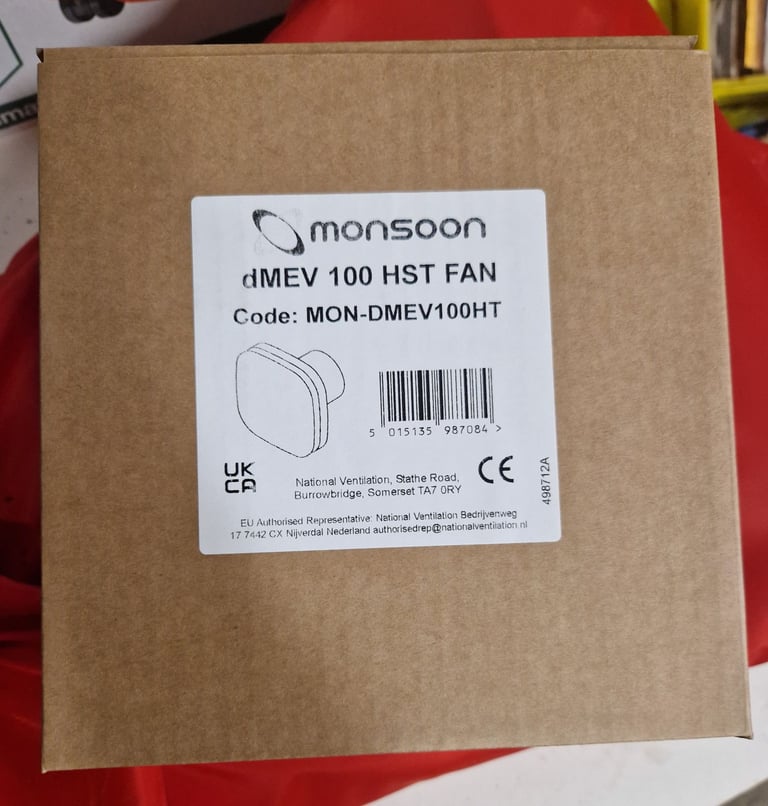 monsoon
dMEV 100 HST FAN
Code: MON-DMEV100HT
5 015135 987084 >
UK
CA
National Ventilation, Stathe Road,
Burrowbridge, Somerset TA7 0RY
CE
498712A
EU Authorised Representative: National Ventilation Bedrijvenweg
17 7442 CX Nijverdal Nederland authorisedrep@nationalventilation.nl